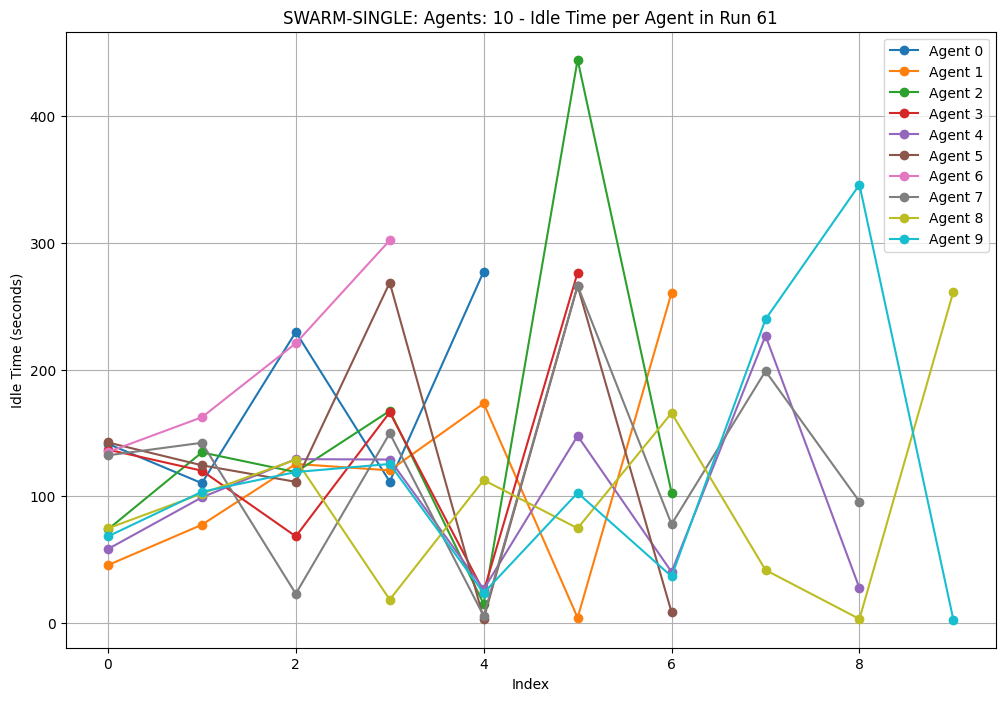 SWARM-SINGLE: Agents: 10 - Idle Time per Agent in Run 61
Idle Time (seconds)
400
300
200
100
0
0
2
4
6
8
Index
Agent 0
Agent 1
Agent 2
Agent 3
Agent 4
Agent 5
Agent 6
Agent 7
Agent 8
Agent 9